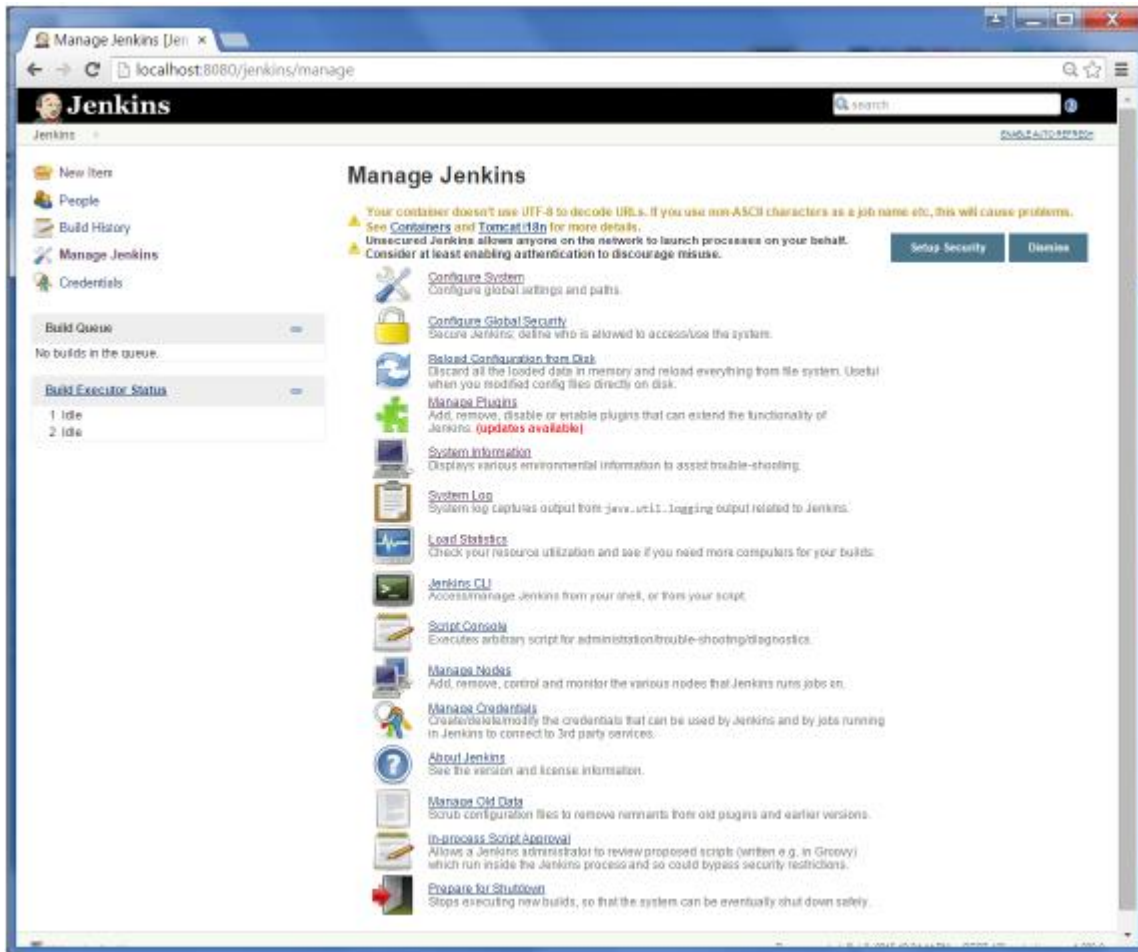 Manage Jenkins [Jen
localhost:8080/jenkins/manage
Jenkins
search
Jenkins
ENABLE AUTO REFRESH
New Item
People
Build History
Manage Jenkins
Credentials
Build Queue
No builds in the queue.
Build Executor Status
1 Idle
2 Idle
Manage Jenkins
Your container doesn't use UTF-8 to decode URLs. If you use non-ASCII characters as a job name etc, this will cause problems.
See Containers and Tomcat i18n for more details.
Unsecured Jenkins allows anyone on the network to launch processes on your behalf.
Consider at least enabling authentication to discourage misuse.
Setup Security
Dismiss
Configure System
Configure global settings and paths.
Configure Global Security
Secure Jenkins; define who is allowed to access/use the system.
Reload Configuration from Disk
Discard all the loaded data in memory and reload everything from file system. Useful
when you modified config files directly on disk.
Manage Plugins
Add, remove, disable or enable plugins that can extend the functionality of
Jenkins. (updates available)
System Information
Displays various environmental information to assist trouble-shooting.
System Log
System log captures output from java.util.logging output related to Jenkins.
Load Statistics
Check your resource utilization and see if you need more computers for your builds.
Jenkins CLI
Access/manage Jenkins from your shell, or from your script.
Script Console
Executes arbitrary script for administration/trouble-shooting/diagnostics.
Manage Nodes
Add, remove, control and monitor the various nodes that Jenkins runs jobs on.
Manage Credentials
Create/delete/modify the credentials that can be used by Jenkins and by jobs running
in Jenkins to connect to 3rd party services.
About Jenkins
See the version and license information.
Manage Old Data
Scrub configuration files to remove remnants from old plugins and earlier versions.
In-process Script Approval
Allows a Jenkins administrator to review proposed scripts (written e.g. in Groovy)
which run inside the Jenkins process and so could bypass security restrictions.
Prepare for Shutdown
Stops executing new builds, so that the system can be eventually shut down safely.